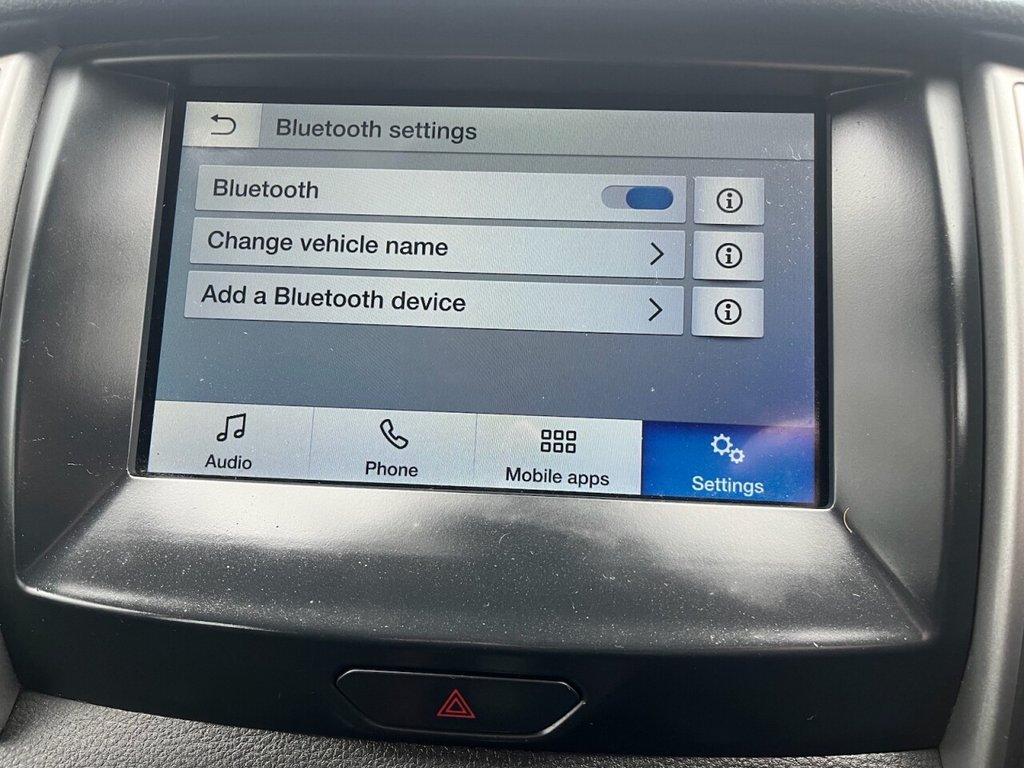 Bluetooth settings
Bluetooth
Change vehicle name
Add a Bluetooth device
Audio
Phone
Mobile apps
Settings